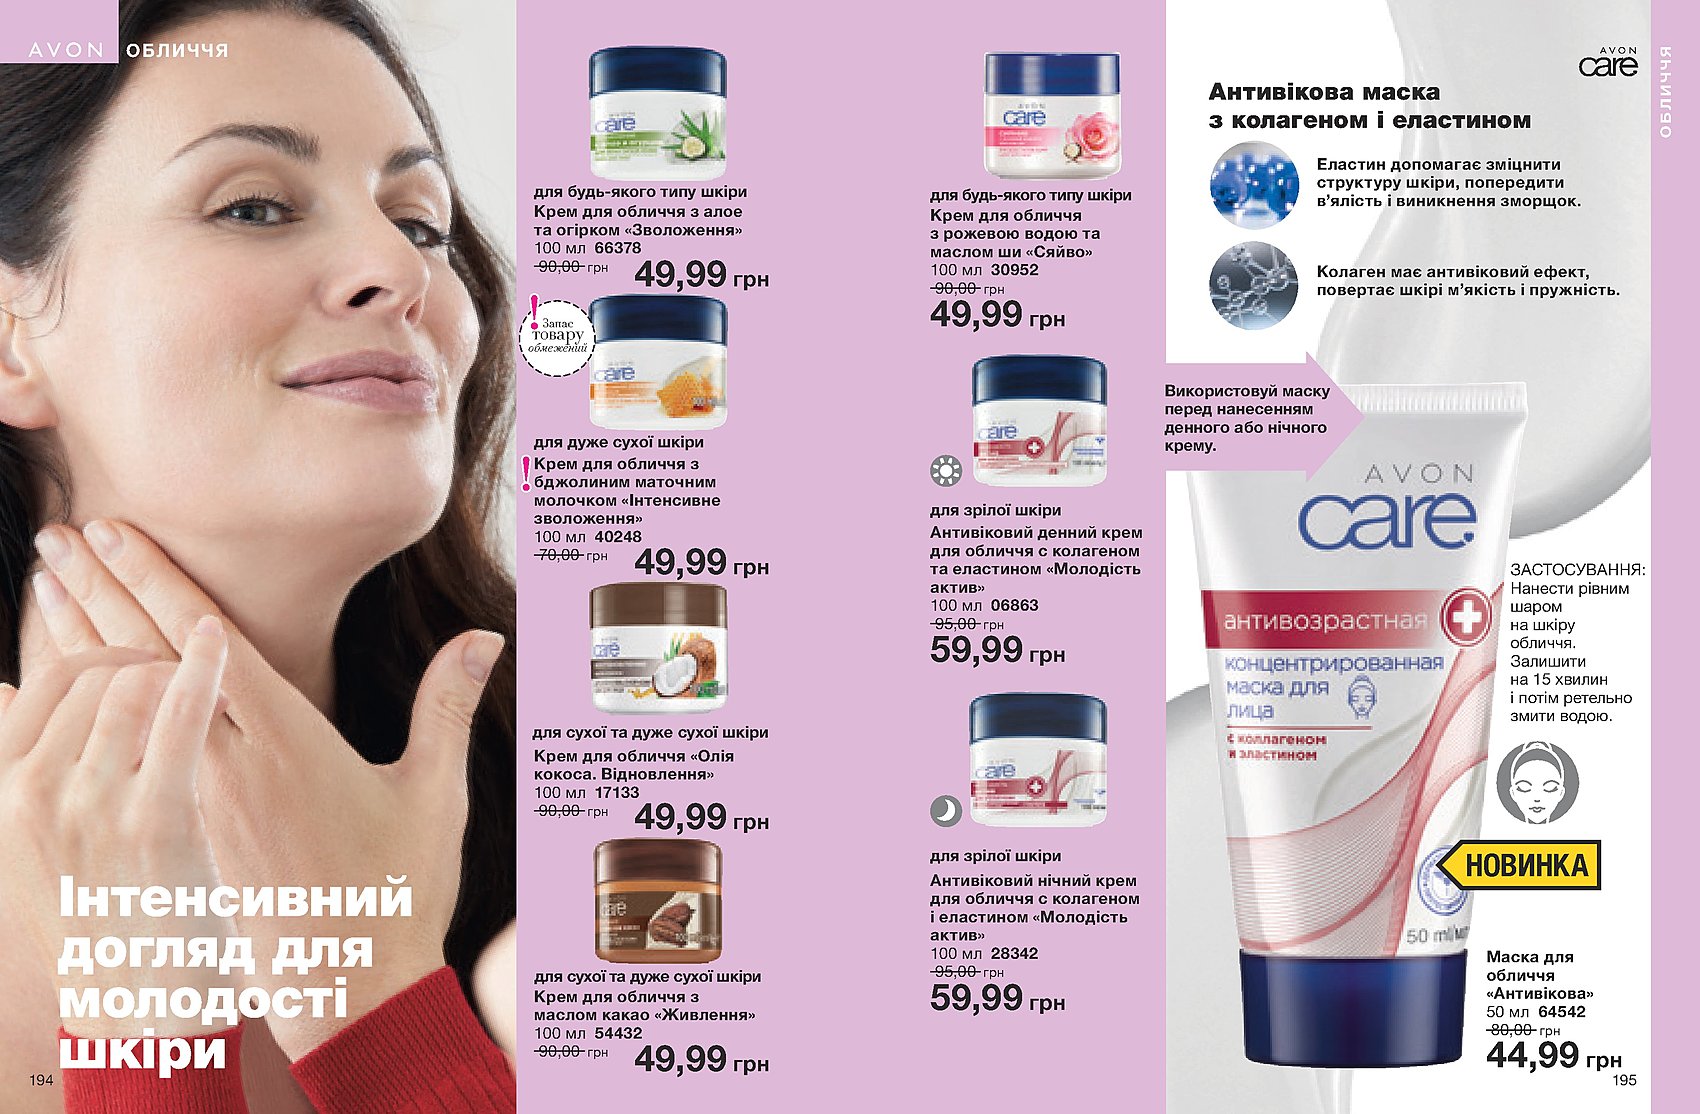 AVON ОБЛИЧЧЯ
Інтенсивний
догляд для
молодості
шкіри
194
care
для будь-якого типу шкіри
Крем для обличчя з алое
та огірком «Зволоження»
100 мл 66378
90,00 грн
49,99 грн
Запас
товару
обмежений
care
для дуже сухої шкіри
Крем для обличчя з
бджолиним маточним
молочком «Інтенсивне
зволоження»
100 мл 40248
70,00 грн
49,99 грн
AVON
care
для сухої та дуже сухої шкіри
Крем для обличчя «Олія
кокоса. Відновлення»
100 мл 17133
90,00 грн
49,99 грн
care
для сухої та дуже сухої шкіри
Крем для обличчя з
маслом какао «Живлення»
100 мл 54432
90,00 грн
49,99 грн
AVON
care
для будь-якого типу шкіри
Крем для обличчя
з рожевою водою та
маслом ши «Сяйво»
100 мл 30952
90,00 грн
49,99 грн
care
для зрілої шкіри
Антивіковий денний крем
для обличчя с колагеном
та еластином «Молодість
актив»
100 мл 06863
95,00 грн
59,99 грн
care
для зрілої шкіри
Антивіковий нічний крем
для обличчя с колагеном
і еластином «Молодість
актив»
100 мл 28342
95,00 грн
59,99 грн
AVON
care
ОБЛИЧЧЯ
Антивікова маска
з колагеном і еластином
Еластин допомагає зміцнити
структуру шкіри, попередити
в’ялість і виникнення зморщок.
Колаген має антивіковий ефект,
повертає шкірі м’якість і пружність.
Використовуй маску
перед нанесенням
денного або нічного
крему.
AVON
care
антивозрастная
концентрированная
маска для
лица
с коллагеном
и эластином
50 ml/мл
ЗАСТОСУВАННЯ:
Нанести рівним
шаром
на шкіру
обличчя.
Залишити
на 15 хвилин
і потім ретельно
змити водою.
НОВИНКА
Маска для
обличчя
«Антивікова»
50 мл 64542
80,00 грн
44,99 грн
195